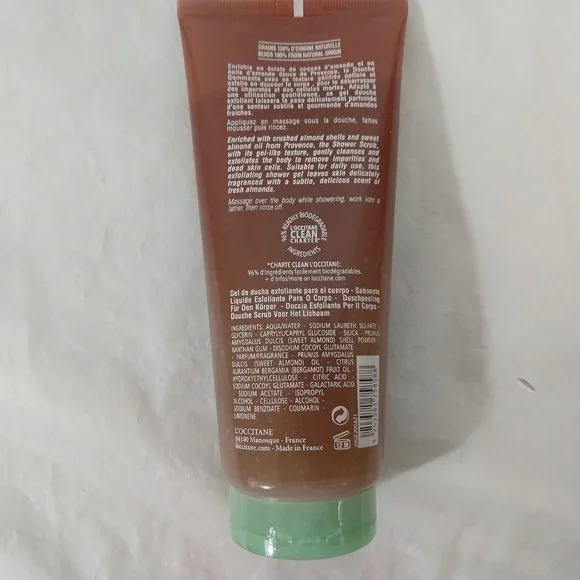 GRAINS 100% D'ORIGINE NATURELLE
BEADS 100% FROM NATURAL ORIGIN
Enrichie en éclats de coques d'amande et en
huile d'amande douce de Provence, la Douche
Gommante avec sa texture gélifiée nettoie et
exfolie en douceur le corps, pour le débarrasser
des impuretés et des cellules mortes. Adapté à
une utilisation quotidienne, ce gel douche
exfoliant laissera la peau délicatement parfumée
d'une senteur subtile et gourmande d'amandes
fraîches.
Appliquez en massage sous la douche, faites
mousser puis rincez.
Enriched with crushed almond shells and sweet
almond oil from Provence, the Shower Scrub,
with its gel-like texture, gently cleanses and
exfoliates the body to remove impurities and
dead skin cells. Suitable for daily use, this
exfoliating shower gel leaves skin delicately
fragranced with a subtle, delicious scent of
fresh almonds.
Massage over the body while showering, work into a
lather, then rinse off.
96% READILY BIODEGRADABLE
L'OCCITANE
CLEAN
CHARTER*
INGREDIENTS
*CHARTE CLEAN L'OCCITANE:
96% d'ingrédients facilement biodégradables.
+ d'infos/more on loccitane.com
Gel de ducha exfoliante para el cuerpo - Sabonete
Líquido Esfoliante Para O Corpo - Duschpeeling
Für Den Körper - Doccia Esfoliante Per Il Corpo -
Douche Scrub Voor Het Lichaam
INGREDIENTS: AQUA/WATER - SODIUM LAURETH SULFATE -
GLYCERIN - CAPRYLYL/CAPRYL GLUCOSIDE - SILICA - PRUNUS
AMYGDALUS DULCIS (SWEET ALMOND) SHELL POWDER -
XANTHAN GUM - DISODIUM COCOYL GLUTAMATE
- PARFUM/FRAGRANCE - PRUNUS AMYGDALUS
DULCIS (SWEET ALMOND) OIL - CITRUS
AURANTIUM BERGAMIA (BERGAMOT) FRUIT OIL -
HYDROXYETHYLCELLULOSE - CITRIC ACID -
SODIUM COCOYL GLUTAMATE - GALACTARIC ACID
- SODIUM ACETATE - ISOPROPYL
ALCOHOL - CELLULOSE - ALCOHOL -
SODIUM BENZOATE - COUMARIN -
LIMONENE
L'OCCITANE
04100 Manosque - France
loccitane.com - Made in France
12 M